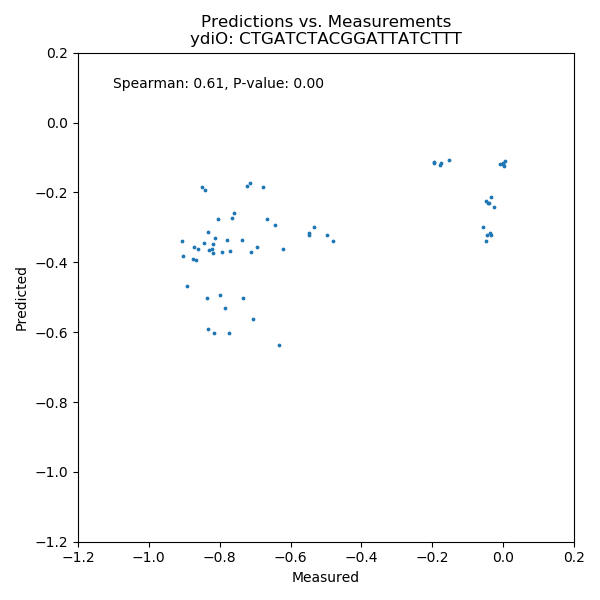 Predictions vs. Measurements
ydiO: CTGATCTACGGATTATCTTT
Spearman: 0.61, P-value: 0.00
0.2
0.0
−0.2
−0.4
−0.6
−0.8
−1.0
−1.2
Predicted
−1.2 −1.0 −0.8 −0.6 −0.4 −0.2 0.0 0.2
Measured